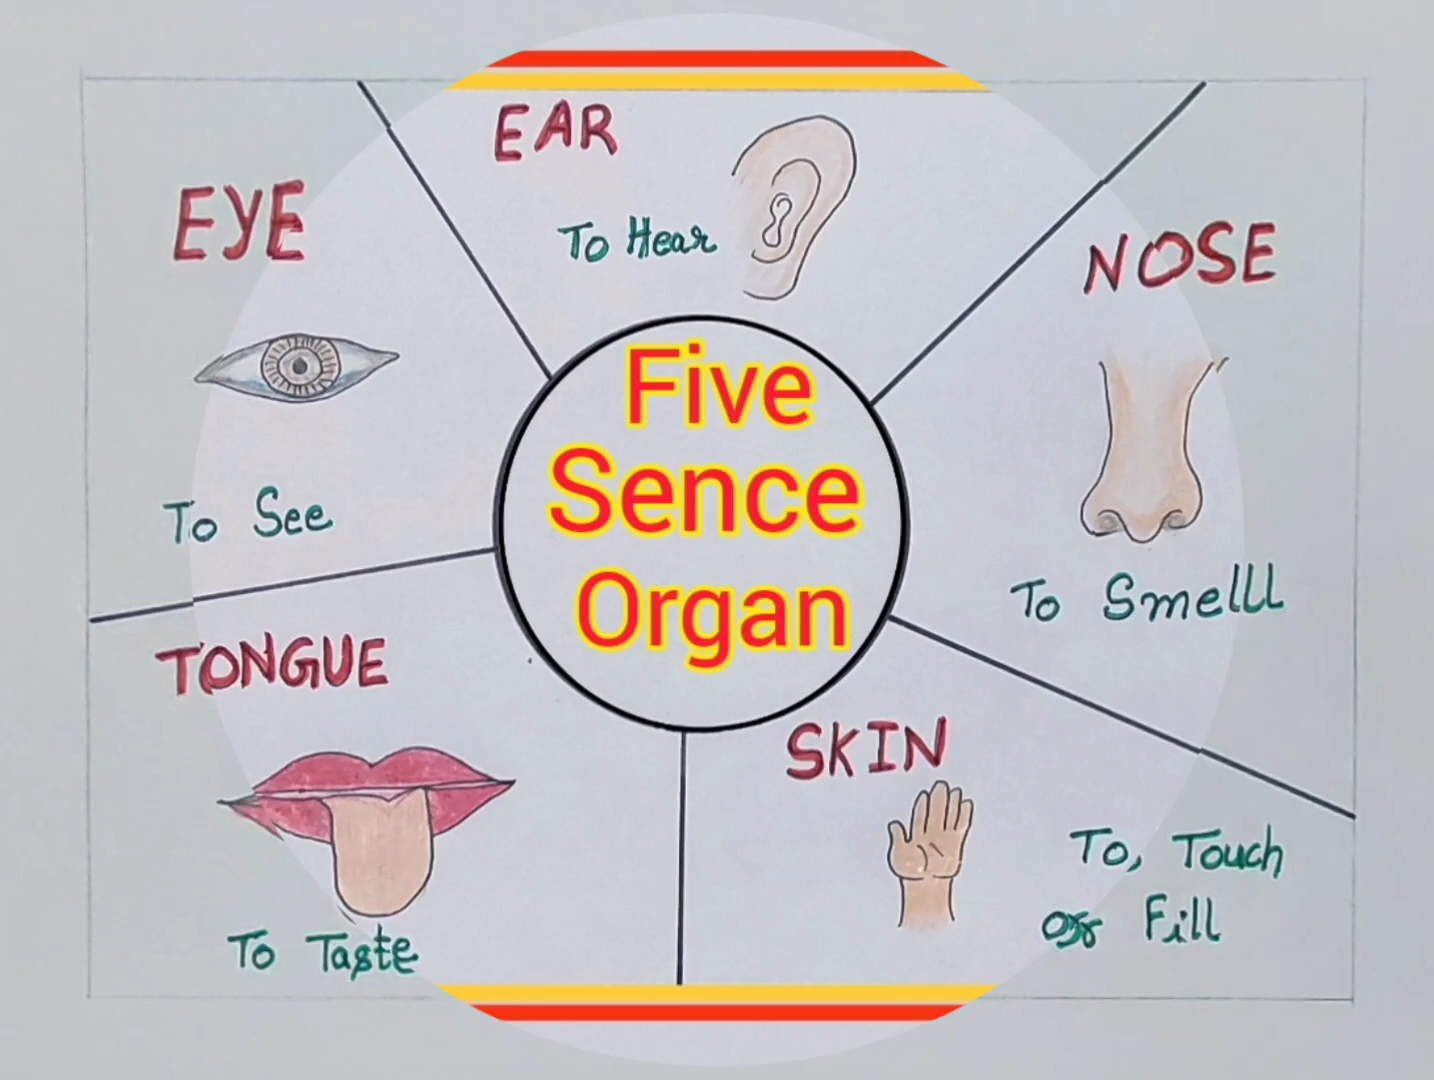 EAR
To Hear
EYE
To See
NOSE
To Smelll
Five
Sence
Organ
TONGUE
To Taste
SKIN
To, Touch
or Fill